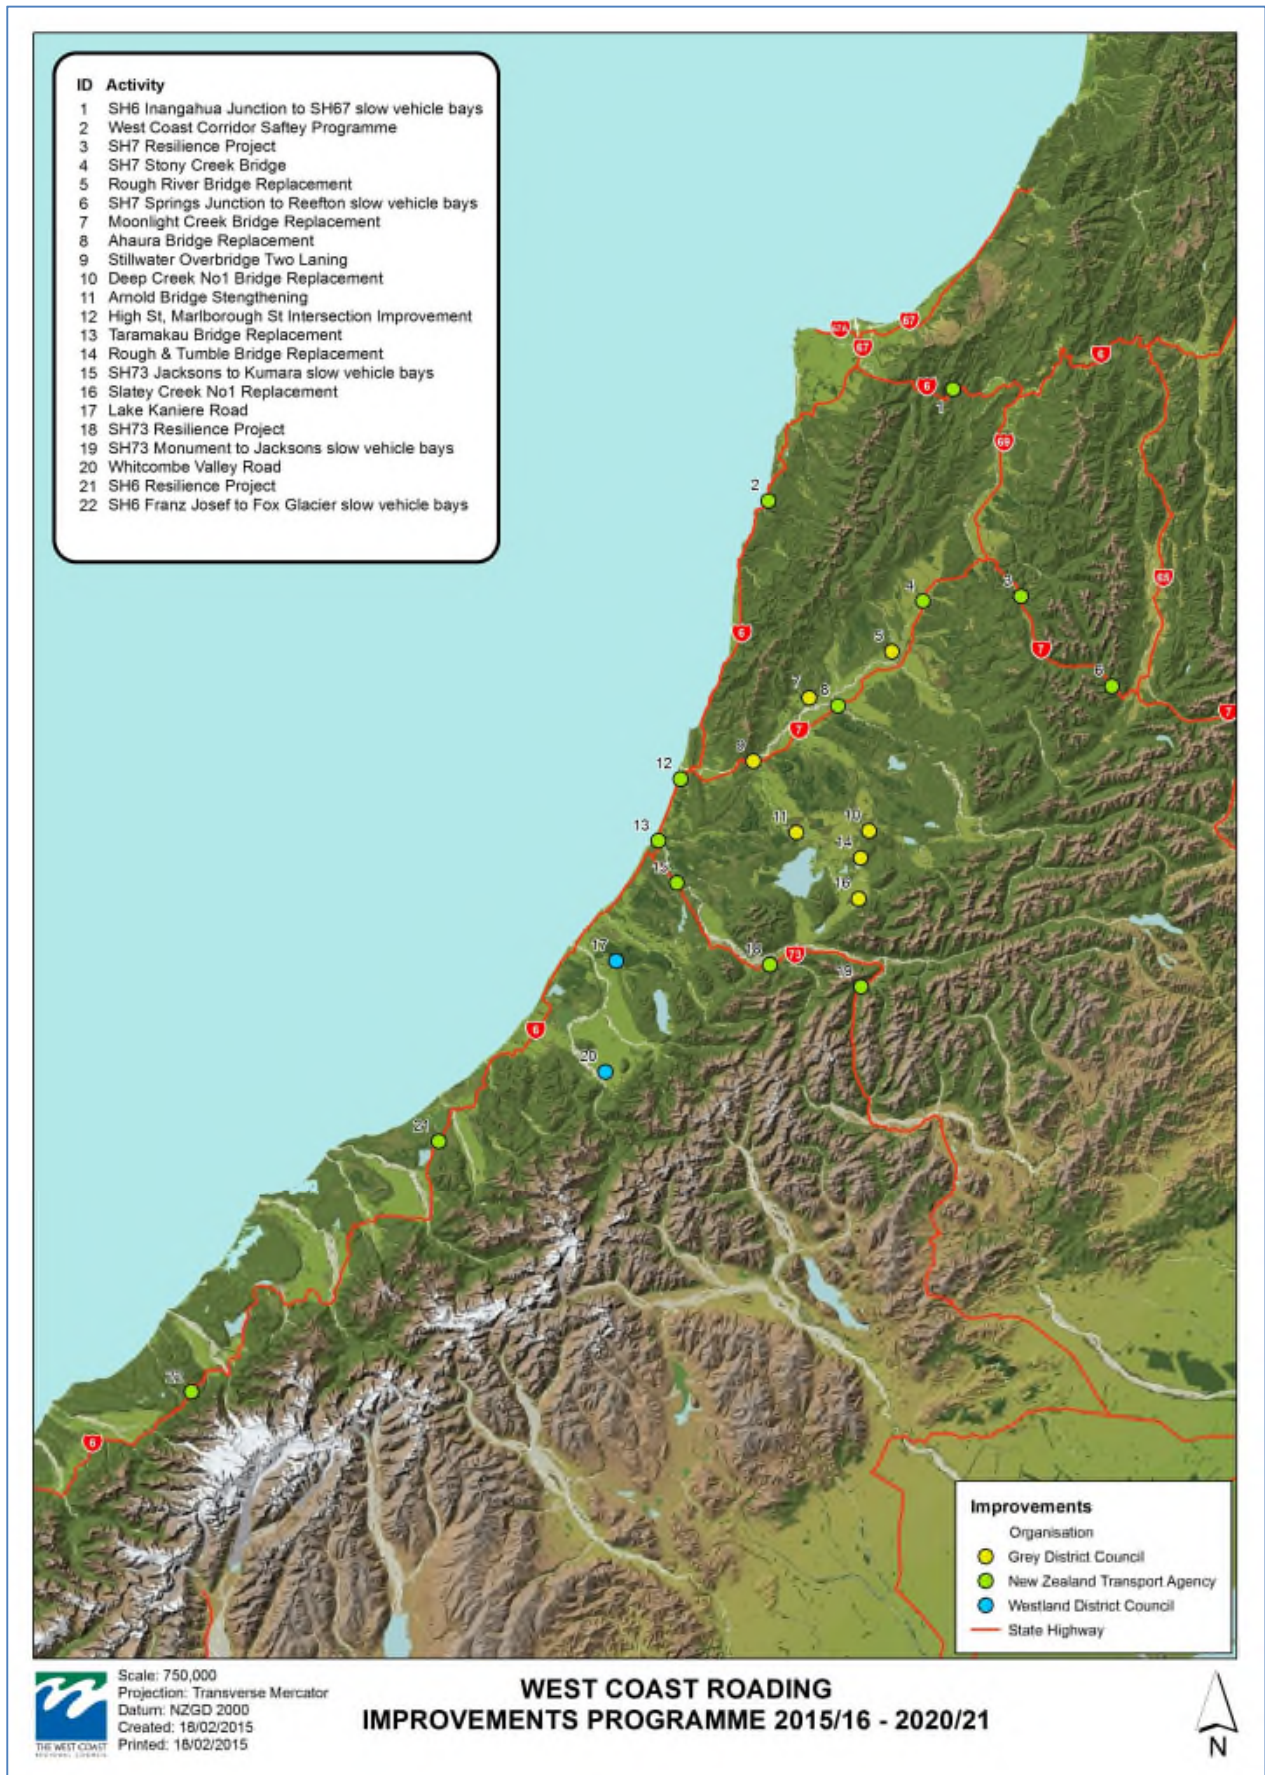 ID Activity
1 SH6 Inangahua Junction to SH67 slow vehicle bays
2 West Coast Corridor Saftey Programme
3 SH7 Resilience Project
4 SH7 Stony Creek Bridge
5 Rough River Bridge Replacement
6 SH7 Springs Junction to Reefton slow vehicle bays
7 Moonlight Creek Bridge Replacement
8 Ahaura Bridge Replacement
9 Stillwater Overbridge Two Laning
10 Deep Creek No1 Bridge Replacement
11 Arnold Bridge Stengthening
12 High St, Marlborough St Intersection Improvement
13 Taramakau Bridge Replacement
14 Rough & Tumble Bridge Replacement
15 SH73 Jacksons to Kumara slow vehicle bays
16 Slatey Creek No1 Replacement
17 Lake Kaniere Road
18 SH73 Resilience Project
19 SH73 Monument to Jacksons slow vehicle bays
20 Whitcombe Valley Road
21 SH6 Resilience Project
22 SH6 Franz Josef to Fox Glacier slow vehicle bays
67A
67
67
6
6
1
69
2
65
4
3
6
5
7
6
7
8
7
7
9
12
11
10
13
14
15
16
17
18
73
19
6
20
21
22
6
Improvements
Organisation
Grey District Council
New Zealand Transport Agency
Westland District Council
State Highway
THE WEST COAST
REGIONAL COUNCIL
Scale: 750,000
Projection: Transverse Mercator
Datum: NZGD 2000
Created: 18/02/2015
Printed: 18/02/2015
WEST COAST ROADING
IMPROVEMENTS PROGRAMME 2015/16 - 2020/21
N